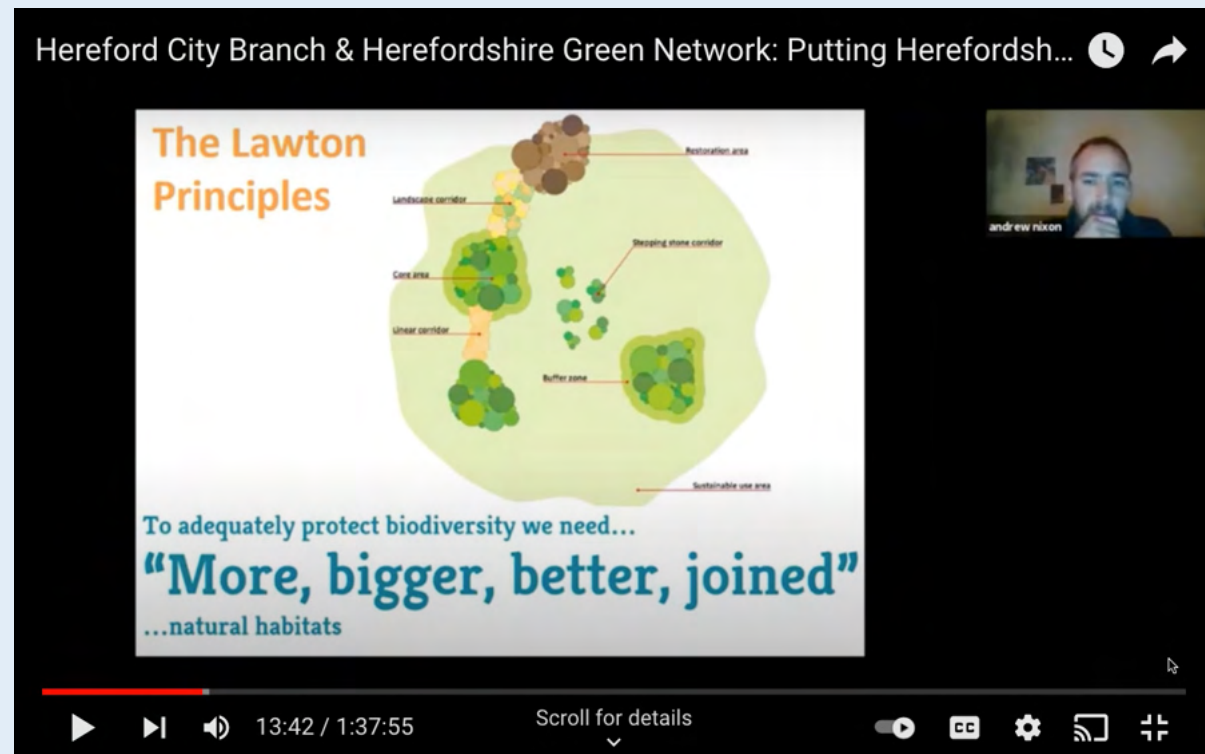 Hereford City Branch & Herefordshire Green Network: Putting Herefordsh...
The Lawton
Principles
Restoration area
Landscape corridor
Stepping stone corridor
Core area
Linear corridor
Buffer zone
Sustainable use area
andrew nixon
To adequately protect biodiversity we need...
“More, bigger, better, joined”
...natural habitats
13:42 / 1:37:55
Scroll for details
CC